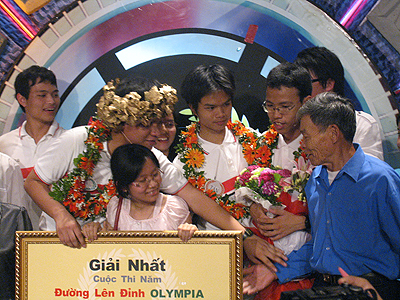 Giải Nhất
Cuộc Thi Năm
Đường Lên Đỉnh OLYMPIA